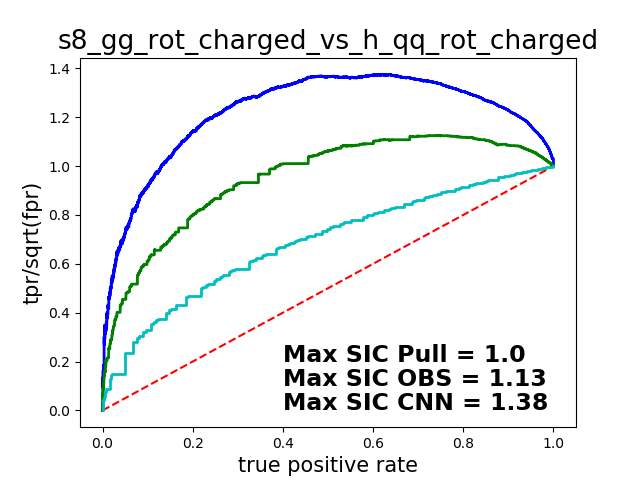 s8_gg_rot_charged_vs_h_qq_rot_charged
tpr/sqrt(fpr)
1.4
1.2
1.0
0.8
0.6
0.4
0.2
0.0
Max SIC Pull = 1.0
Max SIC OBS = 1.13
Max SIC CNN = 1.38
0.0 0.2 0.4 0.6 0.8 1.0
true positive rate